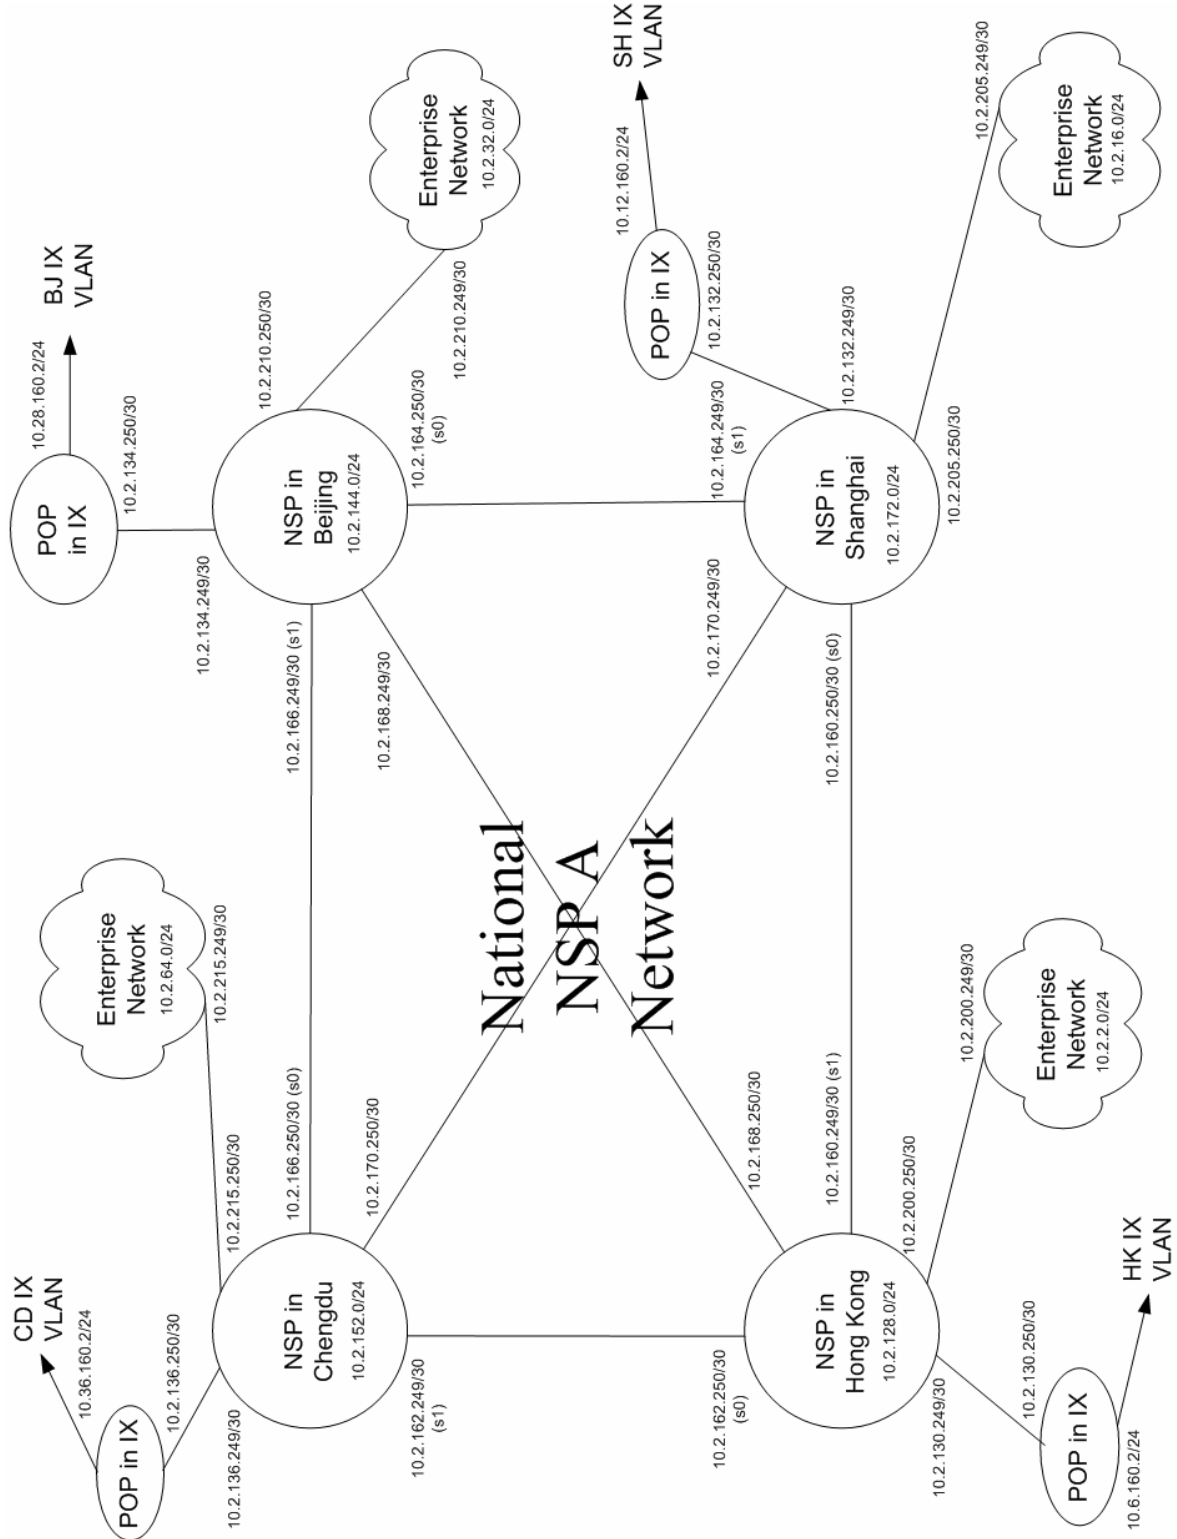 CD IX
VLAN
10.36.160.2/24
POP in IX
10.2.136.250/30
10.2.136.249/30
Enterprise
Network
10.2.64.0/24
10.2.215.249/30
10.2.215.250/30
BJ IX
VLAN
10.28.160.2/24
POP
in IX
10.2.134.250/30
10.2.134.249/30
Enterprise
Network
10.2.32.0/24
10.2.210.250/30
10.2.210.249/30
NSP in
Chengdu
10.2.152.0/24
10.2.166.250/30 (s0)
10.2.170.250/30
10.2.162.249/30
(s1)
NSP in
Beijing
10.2.144.0/24
10.2.166.249/30 (s1)
10.2.168.249/30
10.2.164.250/30
(s0)
National
NSP A
Network
SH IX
VLAN
10.12.160.2/24
POP in IX
10.2.132.250/30
10.2.132.249/30
10.2.162.250/30
(s0)
10.2.168.250/30
NSP in
Hong Kong
10.2.128.0/24
10.2.160.249/30 (s1)
10.2.200.250/30
10.2.130.249/30
10.2.164.249/30
(s1)
10.2.170.249/30
NSP in
Shanghai
10.2.172.0/24
10.2.160.250/30 (s0)
10.2.205.250/30
10.2.205.249/30
Enterprise
Network
10.2.16.0/24
10.2.200.249/30
Enterprise
Network
10.2.2.0/24
10.2.130.250/30
POP in IX
10.6.160.2/24
HK IX
VLAN